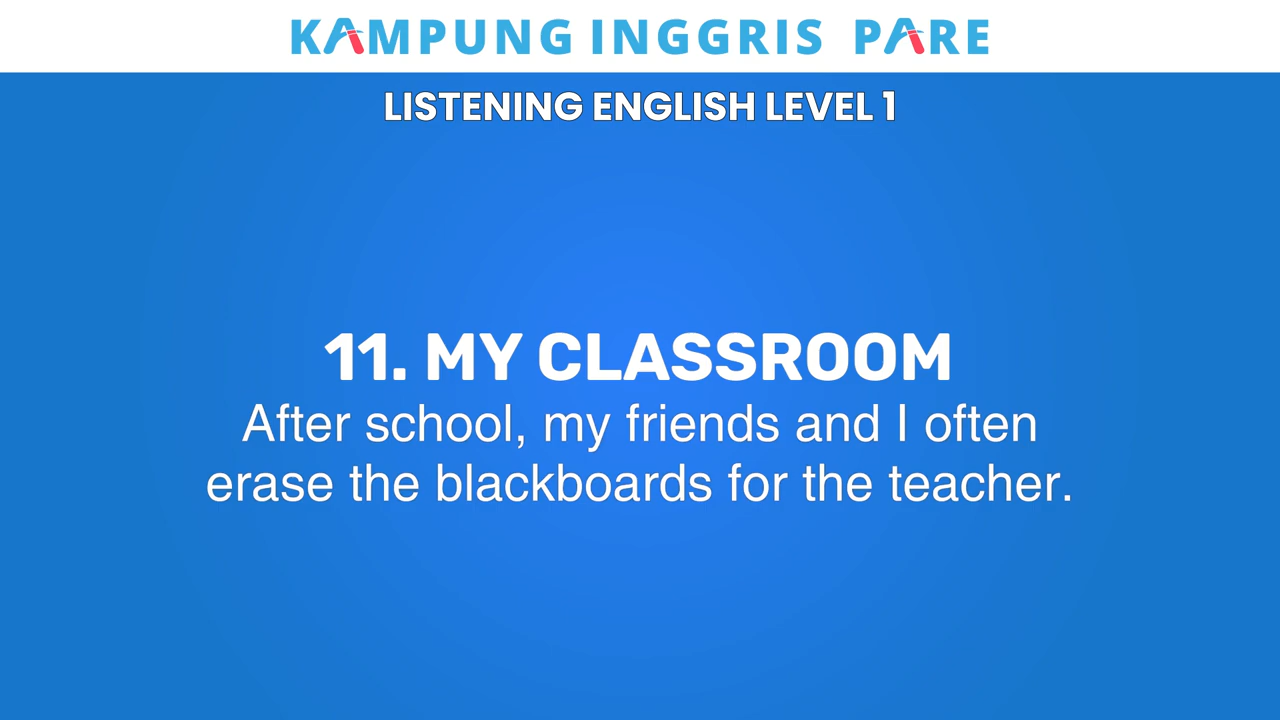 KAMPUNG INGGRIS PARE
LISTENING ENGLISH LEVEL 1
11. MY CLASSROOM
After school, my friends and I often
erase the blackboards for the teacher.